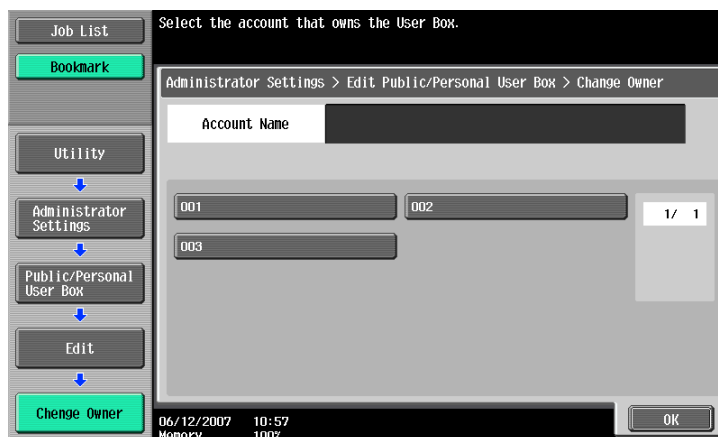 Job List
Bookmark
Select the account that owns the User Box.
Administrator Settings > Edit Public/Personal User Box > Change Owner
Account Name
Utility
Administrator
Settings
Public/Personal
User Box
Edit
Chenge Owner
001
002
003
1/ 1
06/12/2007 10:57
Memory 100%
OK